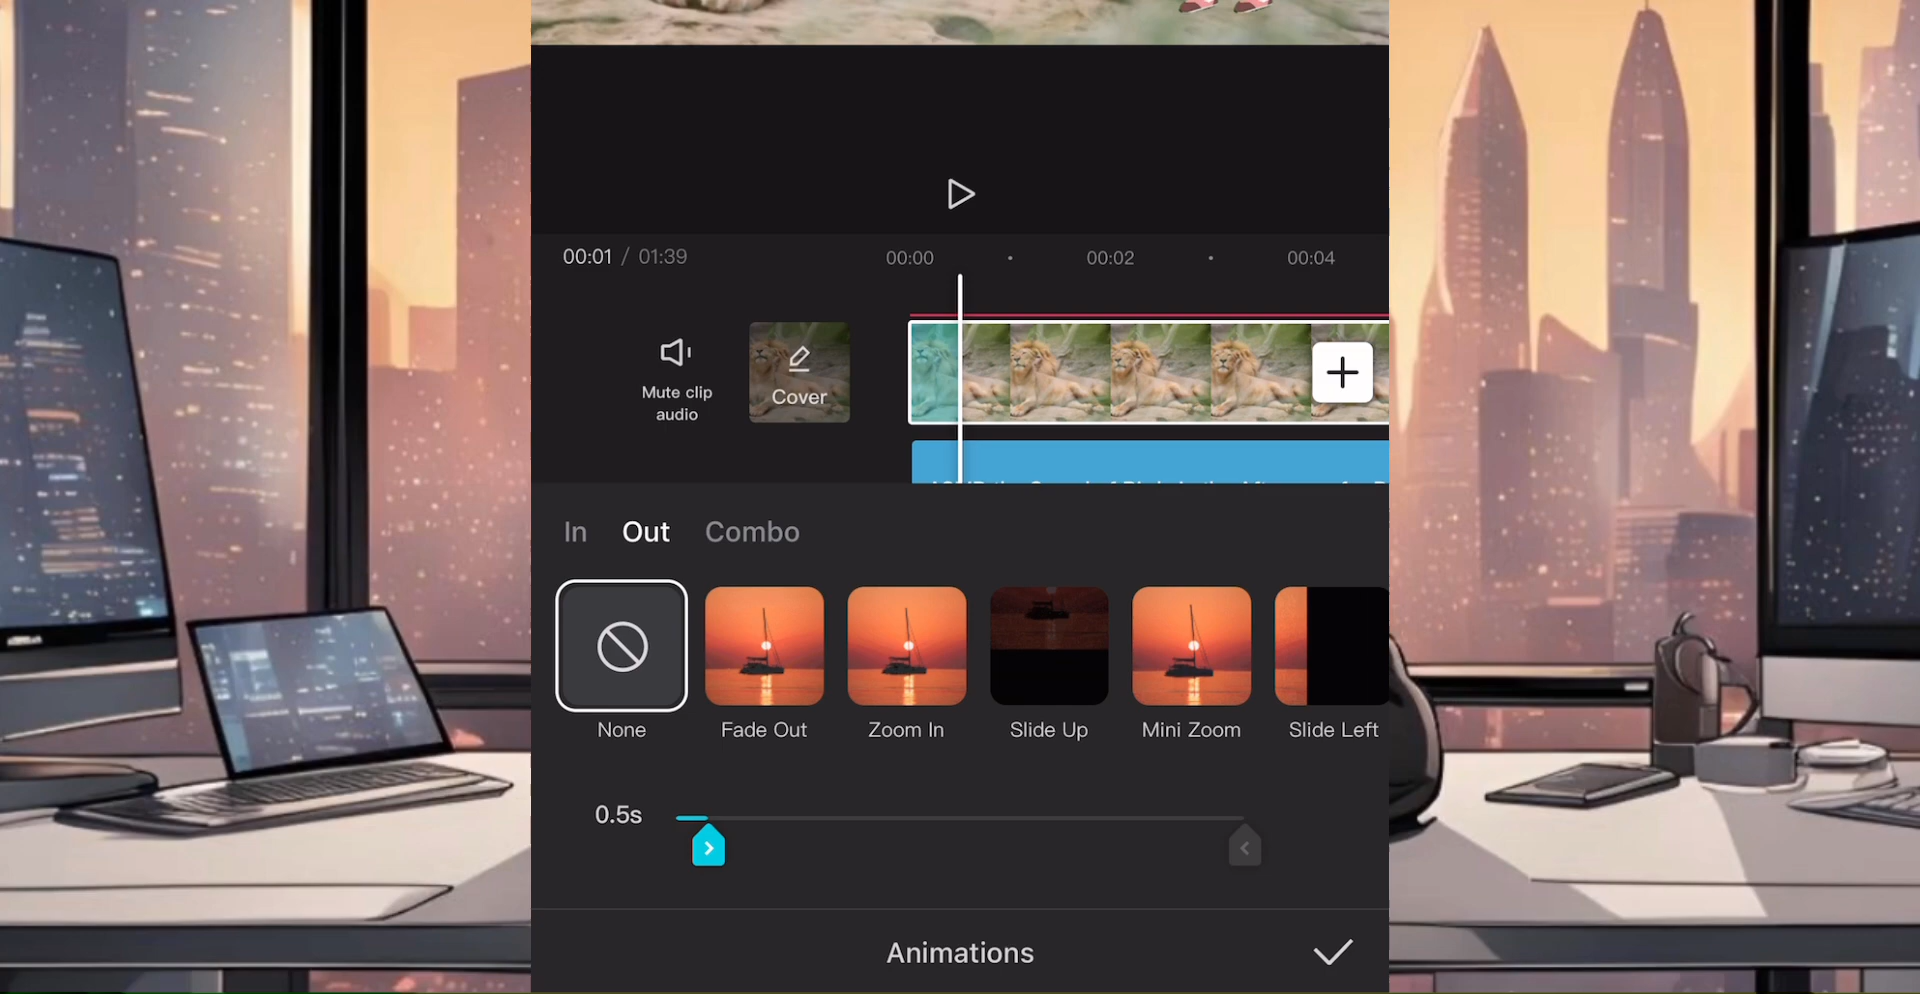 00:01 / 01:39
00:00
00:02
00:04
Mute clip
audio
Cover
In Out Combo
None
Fade Out
Zoom In
Slide Up
Mini Zoom
Slide Left
0.5s
Animations